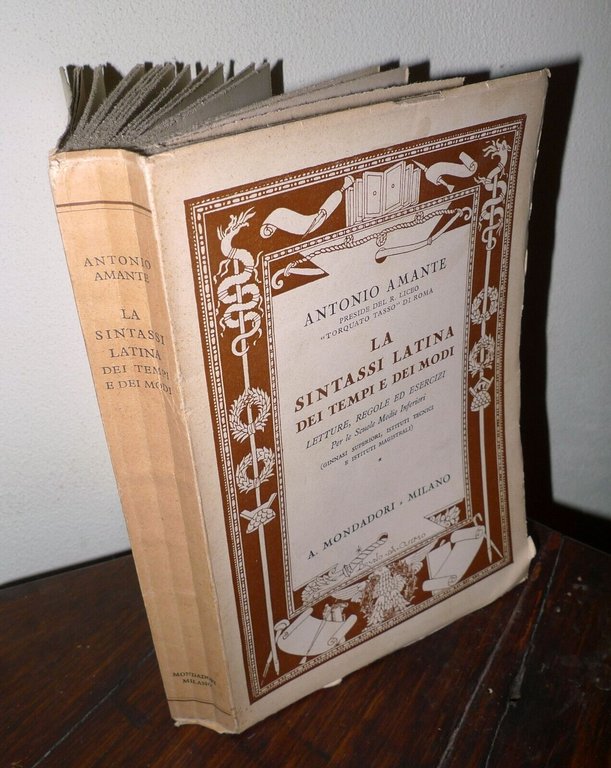 ANTONIO
AMANTE
LA
SINTASSI
LATINA
DEI TEMPI
E DEI MODI
MONDADORI
MILANO
ANTONIO AMANTE
PRESIDE DEL R. LICEO
"TORQUATO TASSO" DI ROMA
LA
SINTASSI LATINA
DEI TEMPI E DEI MODI
LETTURE, REGOLE ED ESERCIZI
Per le Scuole Medie Inferiori
(GINNASI SUPERIORI, ISTITUTI TECNICI
E ISTITUTI MAGISTRALI)
*
A. MONDADORI • MILANO